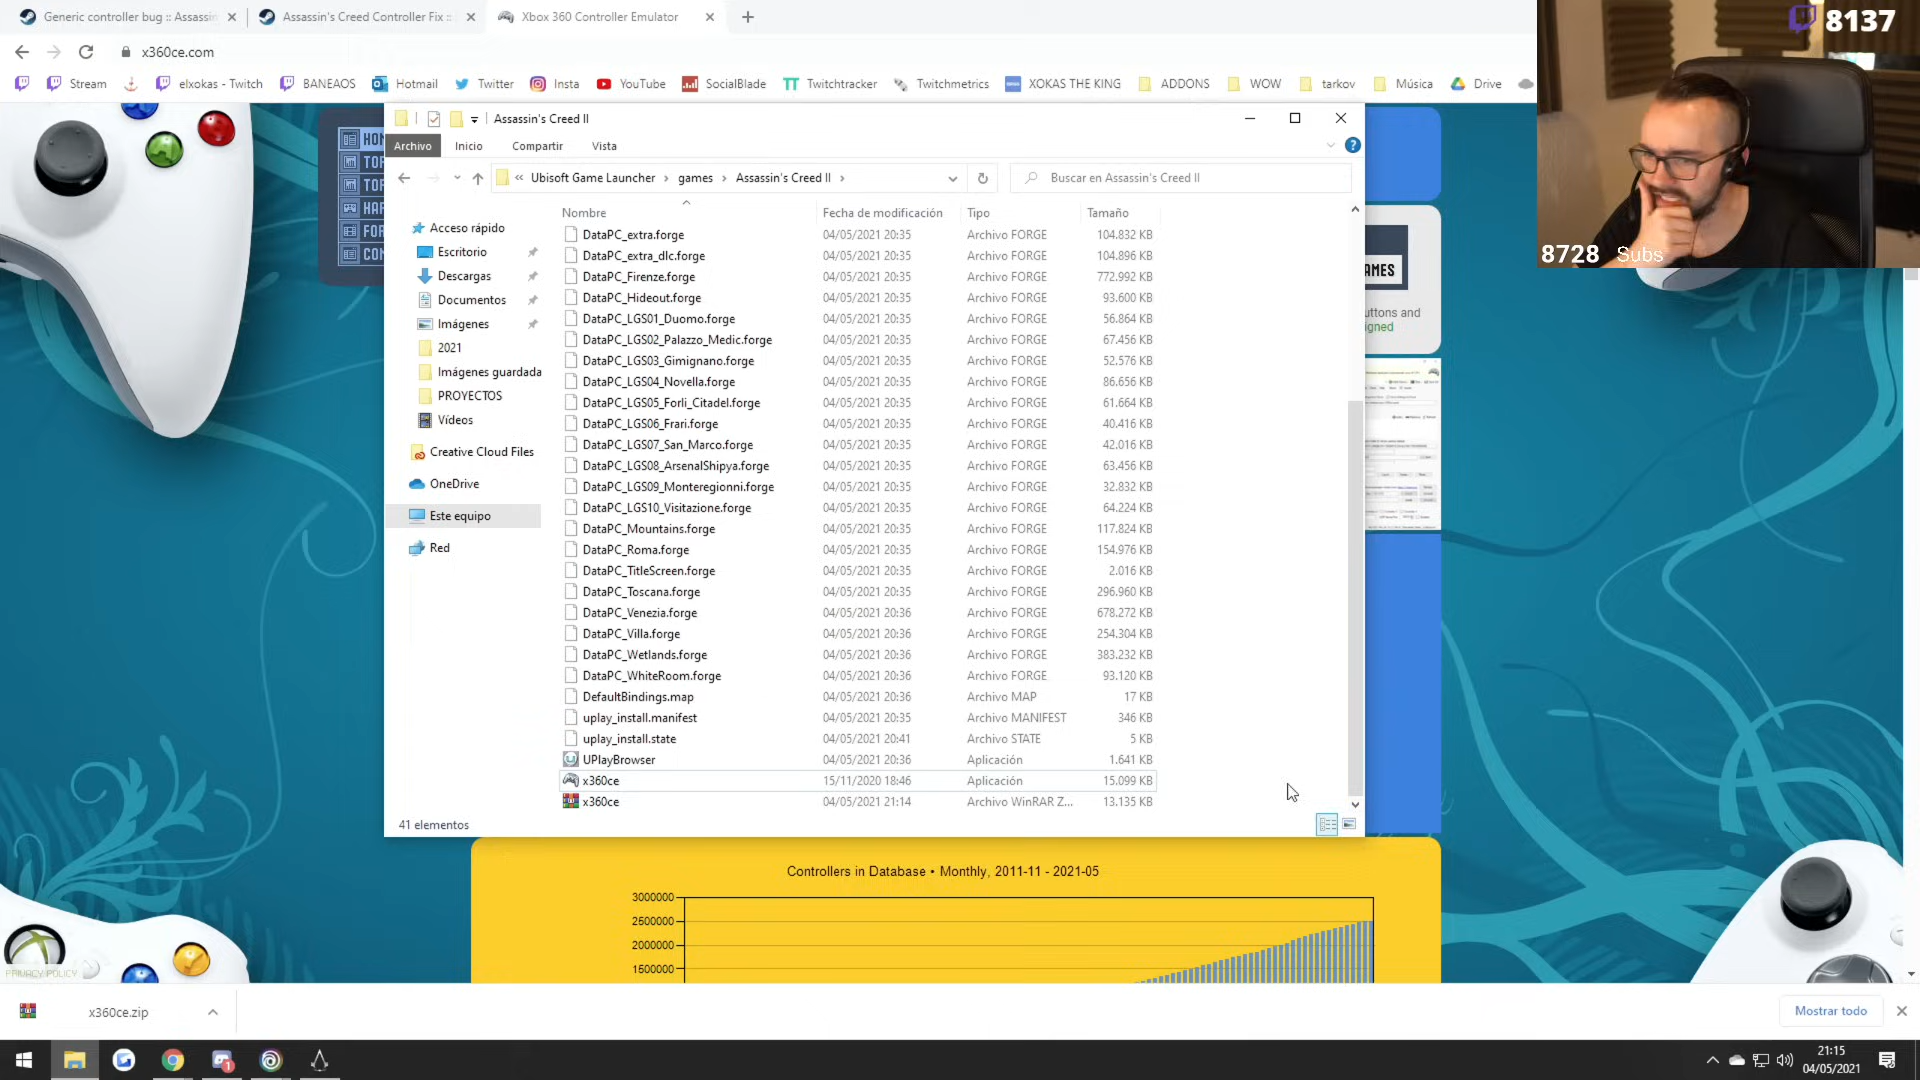 Generic controller bug :: Assassin
Assassin's Creed Controller Fix ::
Xbox 360 Controller Emulator
8137
x360ce.com
Stream
elxokas - Twitch
BANEAOS
Hotmail
Twitter
Insta
YouTube
SocialBlade
Twitchtracker
Twitchmetrics
XOKAS THE KING
ADDONS
WOW
tarkov
Música
Drive
8728 Subs
Assassin's Creed II
Archivo
Inicio
Compartir
Vista
« Ubisoft Game Launcher › games › Assassin's Creed II ›
Buscar en Assassin's Creed II
Nombre
Fecha de modificación
Tipo
Tamaño
Acceso rápido
Escritorio
Descargas
Documentos
Imágenes
2021
Imágenes guardada
PROYECTOS
Vídeos
Creative Cloud Files
OneDrive
Este equipo
Red
DataPC_extra.forge 04/05/2021 20:35 Archivo FORGE 104.832 KB
DataPC_extra_dlc.forge 04/05/2021 20:35 Archivo FORGE 104.896 KB
DataPC_Firenze.forge 04/05/2021 20:35 Archivo FORGE 772.992 KB
DataPC_Hideout.forge 04/05/2021 20:35 Archivo FORGE 93.600 KB
DataPC_LGS01_Duomo.forge 04/05/2021 20:35 Archivo FORGE 56.864 KB
DataPC_LGS02_Palazzo_Medic.forge 04/05/2021 20:35 Archivo FORGE 67.456 KB
DataPC_LGS03_Gimignano.forge 04/05/2021 20:35 Archivo FORGE 52.576 KB
DataPC_LGS04_Novella.forge 04/05/2021 20:35 Archivo FORGE 86.656 KB
DataPC_LGS05_Forli_Citadel.forge 04/05/2021 20:35 Archivo FORGE 61.664 KB
DataPC_LGS06_Frari.forge 04/05/2021 20:35 Archivo FORGE 40.416 KB
DataPC_LGS07_San_Marco.forge 04/05/2021 20:35 Archivo FORGE 42.016 KB
DataPC_LGS08_ArsenalShipya.forge 04/05/2021 20:35 Archivo FORGE 63.456 KB
DataPC_LGS09_Monteregionni.forge 04/05/2021 20:35 Archivo FORGE 32.832 KB
DataPC_LGS10_Visitazione.forge 04/05/2021 20:35 Archivo FORGE 64.224 KB
DataPC_Mountains.forge 04/05/2021 20:35 Archivo FORGE 117.824 KB
DataPC_Roma.forge 04/05/2021 20:35 Archivo FORGE 154.976 KB
DataPC_TitleScreen.forge 04/05/2021 20:35 Archivo FORGE 2.016 KB
DataPC_Toscana.forge 04/05/2021 20:35 Archivo FORGE 296.960 KB
DataPC_Venezia.forge 04/05/2021 20:36 Archivo FORGE 678.272 KB
DataPC_Villa.forge 04/05/2021 20:36 Archivo FORGE 254.304 KB
DataPC_Wetlands.forge 04/05/2021 20:36 Archivo FORGE 383.232 KB
DataPC_WhiteRoom.forge 04/05/2021 20:36 Archivo FORGE 93.120 KB
DefaultBindings.map 04/05/2021 20:36 Archivo MAP 17 KB
uplay_install.manifest 04/05/2021 20:35 Archivo MANIFEST 346 KB
uplay_install.state 04/05/2021 20:41 Archivo STATE 5 KB
UPlayBrowser 04/05/2021 20:36 Aplicación 1.641 KB
x360ce 15/11/2020 18:46 Aplicación 15.099 KB
x360ce 04/05/2021 21:14 Archivo WinRAR Z... 13.135 KB
41 elementos
HOM
TOP
TOP
HAR
FOR
CON
AMES
uttons and
igned
Controllers in Database • Monthly, 2011-11 - 2021-05
3000000
2500000
2000000
1500000
PRIVACY POLICY
x360ce.zip
Mostrar todo
1
21:15
04/05/2021